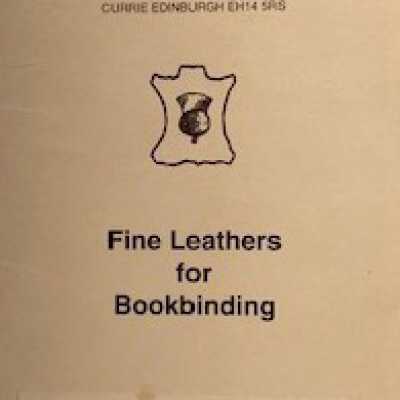 CURRIE EDINBURGH EH14 5RS
Fine Leathers
for
Bookbinding